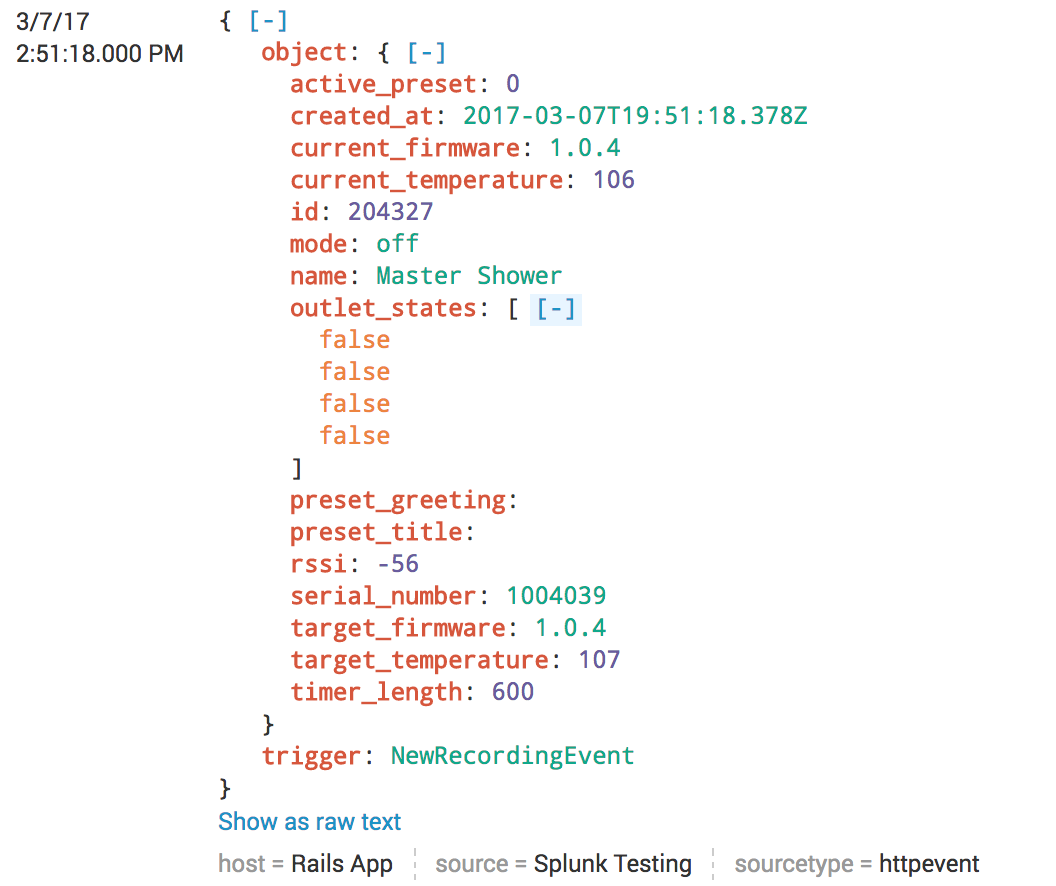 3/7/17
2:51:18.000 PM
{ [-]
object: { [-]
active_preset: 0
created_at: 2017-03-07T19:51:18.378Z
current_firmware: 1.0.4
current_temperature: 106
id: 204327
mode: off
name: Master Shower
outlet_states: [ [-]
false
false
false
false
]
preset_greeting:
preset_title:
rssi: -56
serial_number: 1004039
target_firmware: 1.0.4
target_temperature: 107
timer_length: 600
}
trigger: NewRecordingEvent
}
Show as raw text
host = Rails App source = Splunk Testing sourcetype = httpevent